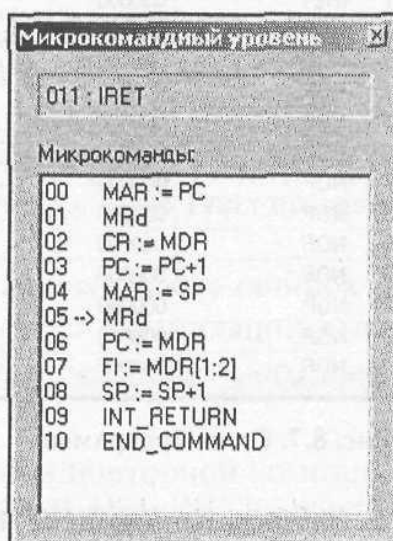 Микрокомандный уровень
011 : IRET
Микрокоманды:
00 MAR := PC
01 MRd
02 CR := MDR
03 PC := PC+1
04 MAR := SP
05 --> MRd
06 PC := MDR
07 FI := MDR[1:2]
08 SP := SP+1
09 INT_RETURN
10 END_COMMAND